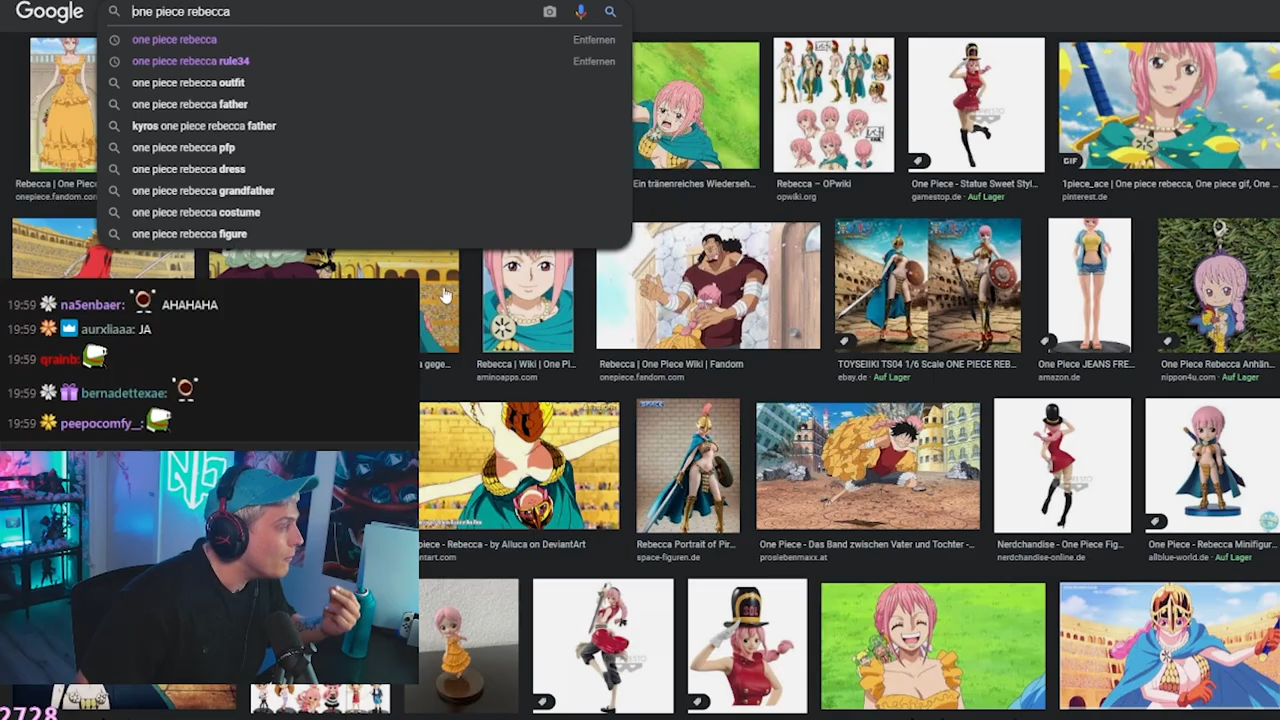 Google
one piece rebecca
one piece rebecca
Entfernen
one piece rebecca rule34
Entfernen
one piece rebecca outfit
one piece rebecca father
kyros one piece rebecca father
one piece rebecca pfp
one piece rebecca dress
one piece rebecca grandfather
one piece rebecca costume
one piece rebecca figure
Rebecca | One Piece
onepiece.fandom.com
Ein tränenreiches Wiederseh...
Rebecca – OPwiki
opwiki.org
One Piece - Statue Sweet Styl...
gamestop.de · Auf Lager
GIF
1piece_ace | One piece rebecca, One piece gif, One ...
pinterest.de
19:59 na5enbaer: AHAHAHA
19:59 aurxliaaa: JA
19:59 qrainb:
19:59 bernadettexae:
19:59 peepocomfy_:
a gege...
Rebecca | Wiki | One Pi...
aminoapps.com
Rebecca | One Piece Wiki | Fandom
onepiece.fandom.com
TOYSEIIKI TS04 1/6 Scale ONE PIECE REB...
ebay.de · Auf Lager
One Piece JEANS FRE...
amazon.de
One Piece Rebecca Anhän...
nippon4u.com · Auf Lager
piece - Rebecca - by Alluca on DeviantArt
ntart.com
Rebecca Portrait of Pir...
space-figuren.de
One Piece - Das Band zwischen Vater und Tochter -...
prosiebenmaxx.at
Nerdchandise - One Piece Fig...
nerdchandise-online.de
One Piece - Rebecca Minifigur...
allblue-world.de · Auf Lager
SOL
2728